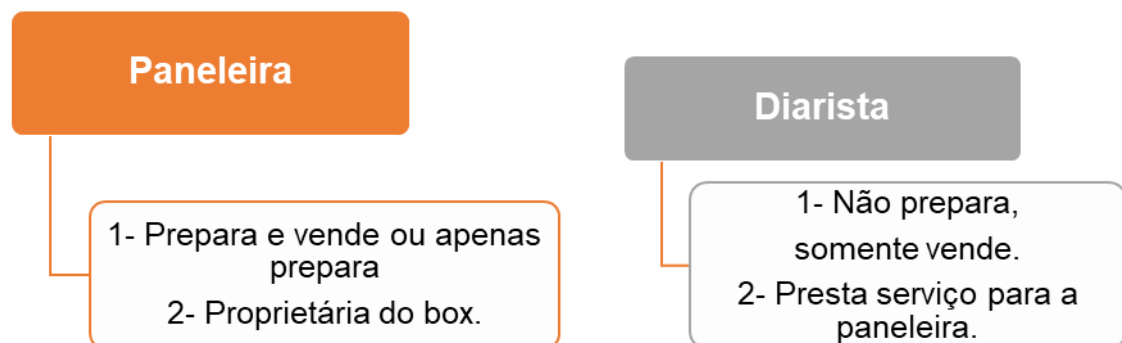 Paneleira
1- Prepara e vende ou apenas
prepara
2- Proprietária do box.
Diarista
1- Não prepara,
somente vende.
2- Presta serviço para a
paneleira.